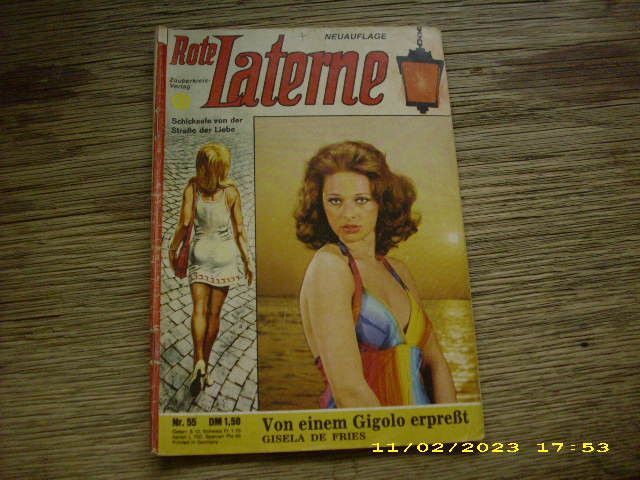 NEUAUFLAGE
Rote
Laterne
Zauberkreis-
Verlag
Schicksale von der
Straße der Liebe
Nr. 55 DM 1,50
Printed in Germany
Von einem Gigolo erpreßt
GISELA DE FRIES
11/02/2023 17:53